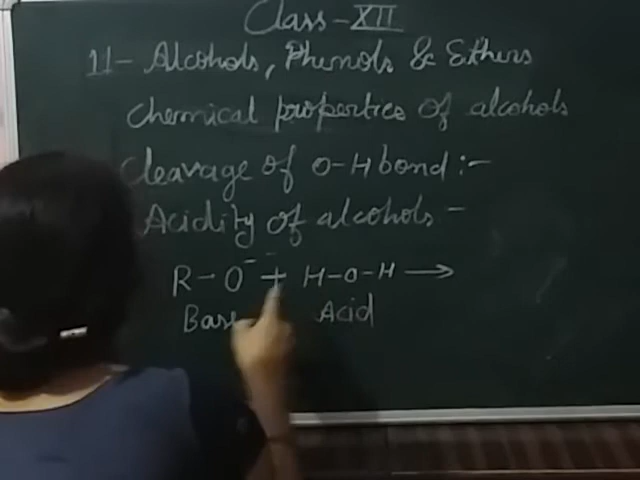 Class - XII
11- Alcohols, Phenols & Ethers
Chemical properties of alcohols
Cleavage of O-H bond :-
Acidity of alcohols -
R - O⁻ + H-O-H →
Base Acid